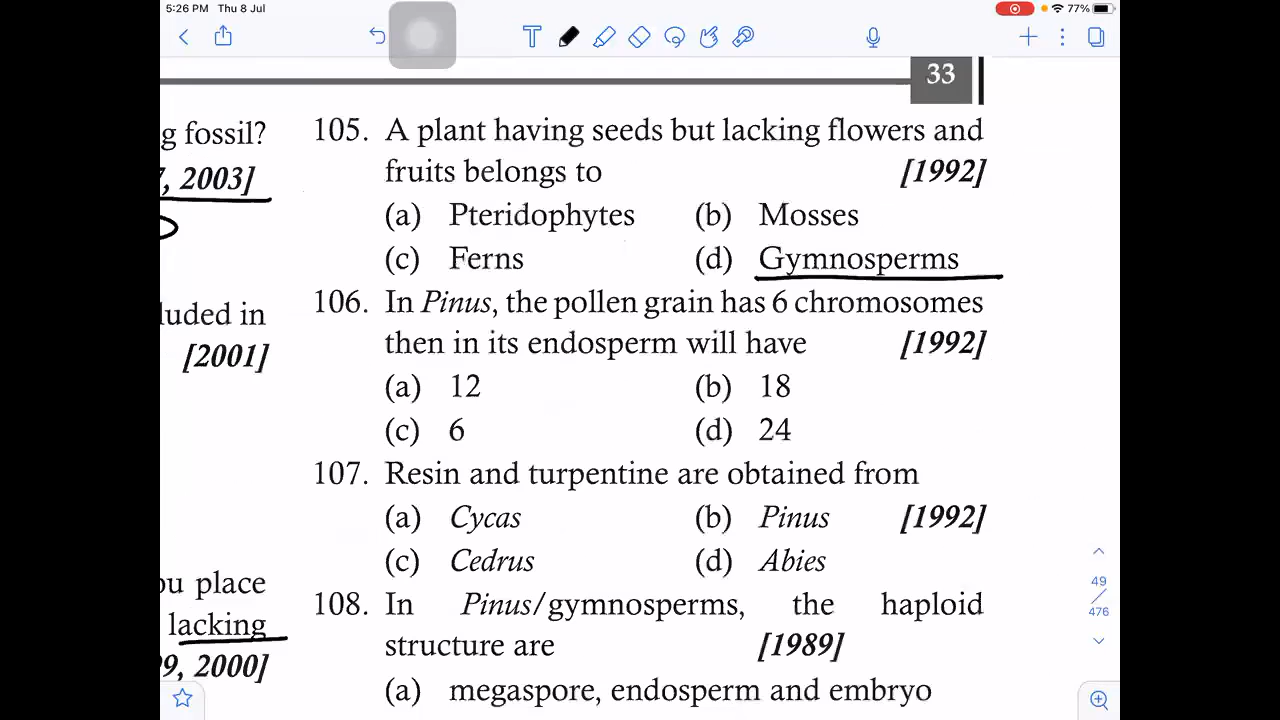 5:26 PM Thu 8 Jul
77%
33
g fossil?
, 2003]
luded in
[2001]
ou place
lacking
9, 2000]
105. A plant having seeds but lacking flowers and
fruits belongs to [1992]
(a) Pteridophytes (b) Mosses
(c) Ferns (d) Gymnosperms
106. In Pinus, the pollen grain has 6 chromosomes
then in its endosperm will have [1992]
(a) 12 (b) 18
(c) 6 (d) 24
107. Resin and turpentine are obtained from
(a) Cycas (b) Pinus [1992]
(c) Cedrus (d) Abies
108. In Pinus/gymnosperms, the haploid
structure are [1989]
(a) megaspore, endosperm and embryo
49
/
476